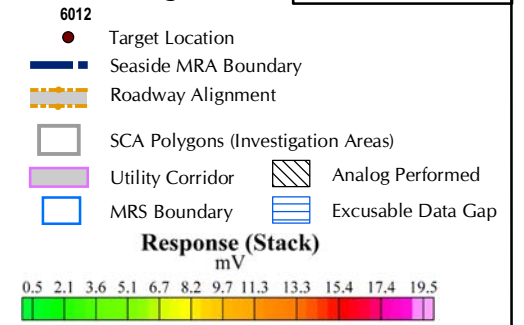 6012
Target Location
Seaside MRA Boundary
Roadway Alignment
SCA Polygons (Investigation Areas)
Utility Corridor Analog Performed
MRS Boundary Excusable Data Gap
Response (Stack)
mV
0.5 2.1 3.6 5.1 6.7 8.2 9.7 11.3 13.3 15.4 17.4 19.5